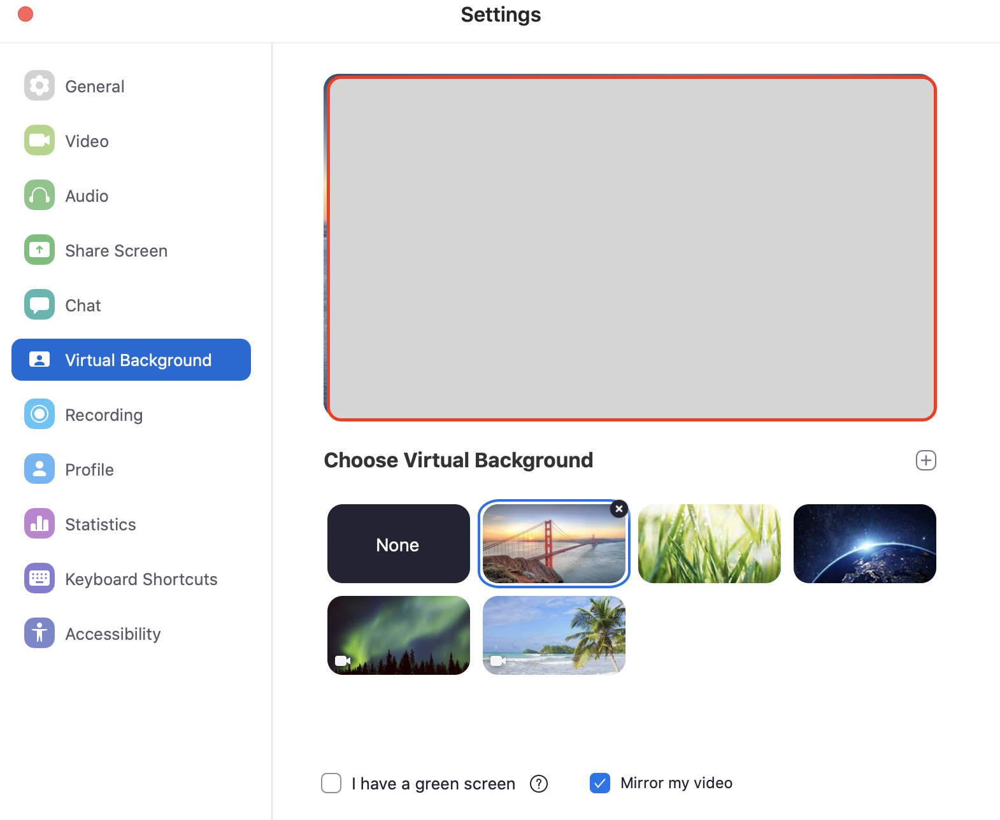 Settings
General
Video
Audio
Share Screen
Chat
Virtual Background
Recording
Profile
Statistics
Keyboard Shortcuts
Accessibility
Choose Virtual Background
None
I have a green screen
Mirror my video